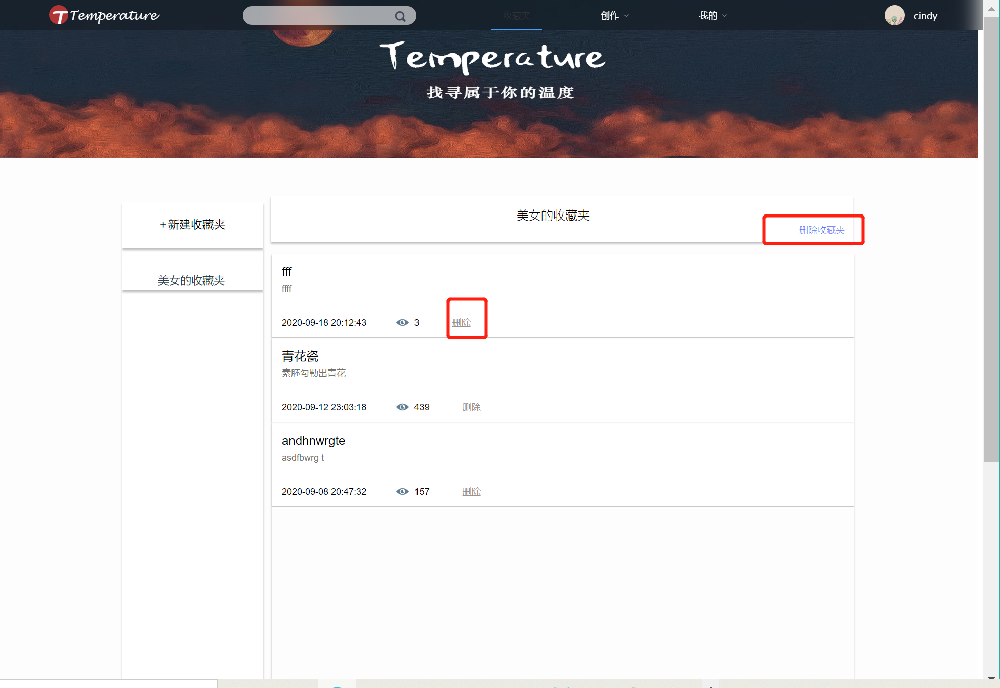 Temperature
收藏夹
创作
我的
cindy
Temperature
找寻属于你的温度
+新建收藏夹
美女的收藏夹
美女的收藏夹
删除收藏夹
fff
ffff
2020-09-18 20:12:43 3 删除
青花瓷
素胚勾勒出青花
2020-09-12 23:03:18 439 删除
andhnwrgte
asdfbwrg t
2020-09-08 20:47:32 157 删除